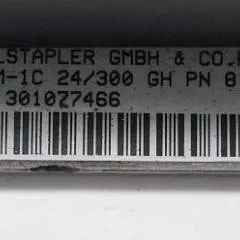 LSTAPLER GMBH & CO.
M-1C 24/300 GH PN 8
301077466